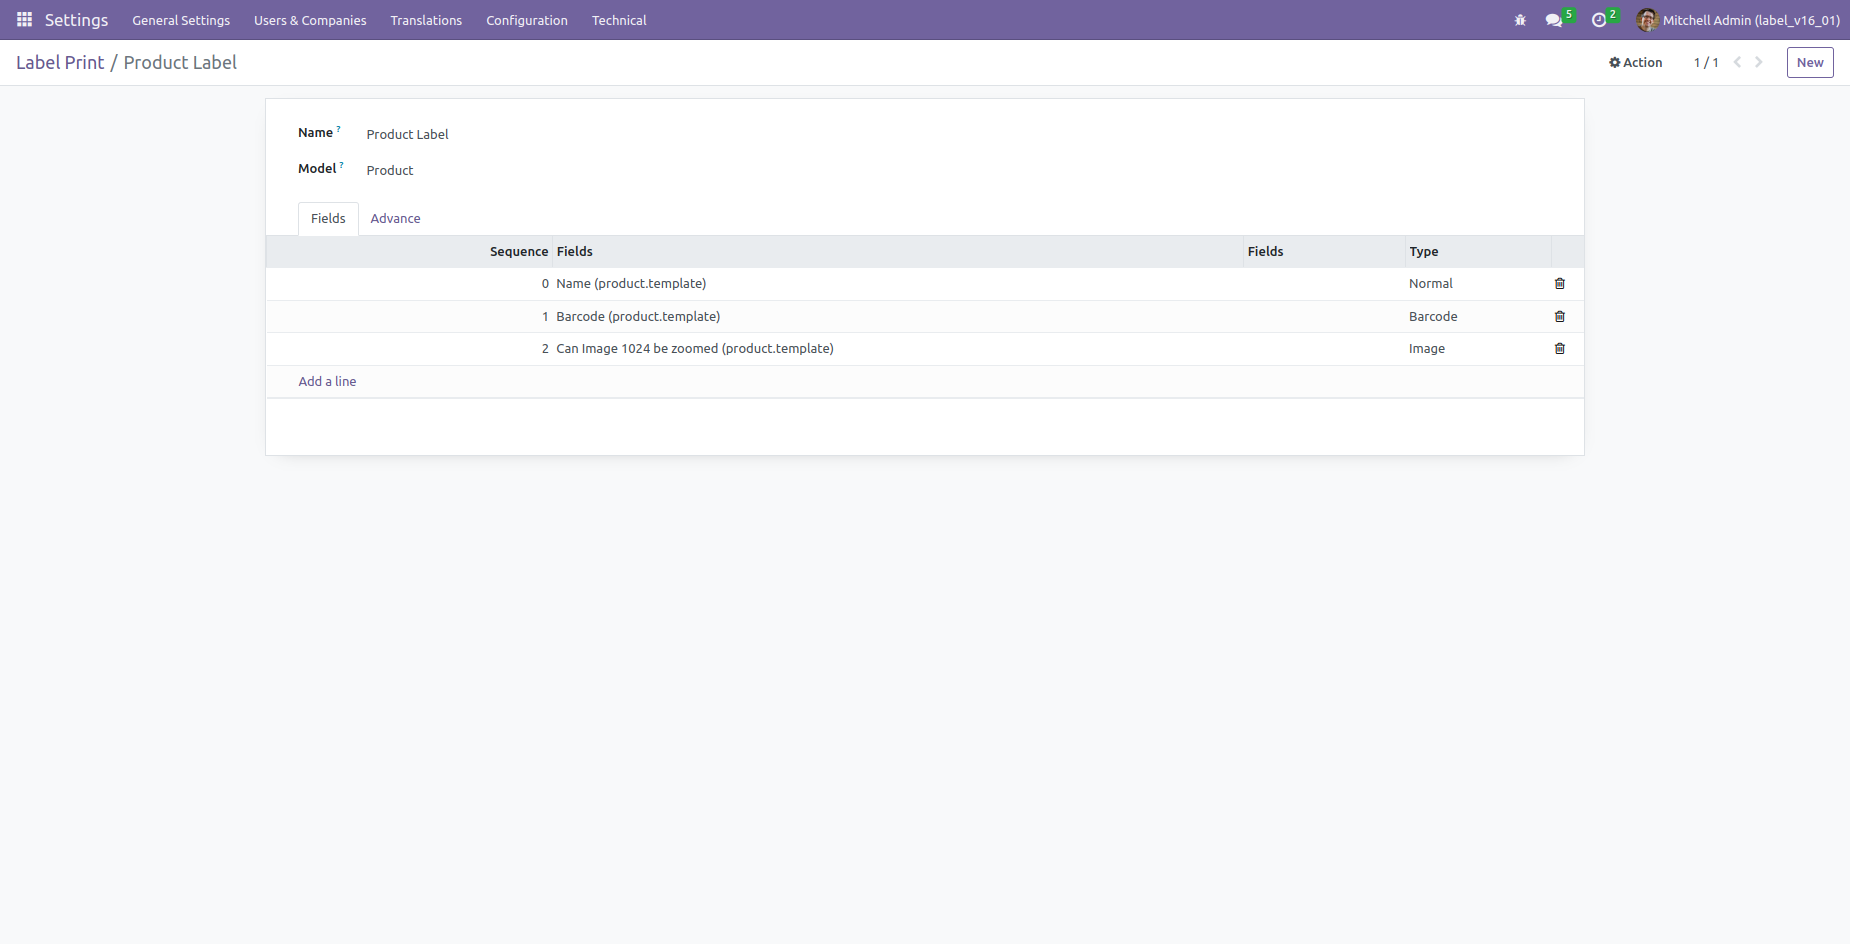 Settings General Settings Users & Companies Translations Configuration Technical 5 2 Mitchell Admin (label_v16_01)
Label Print / Product Label Action 1 / 1 New
Name ? Product Label
Model ? Product
Fields Advance
Sequence Fields Fields Type
0 Name (product.template) Normal
1 Barcode (product.template) Barcode
2 Can Image 1024 be zoomed (product.template) Image
Add a line